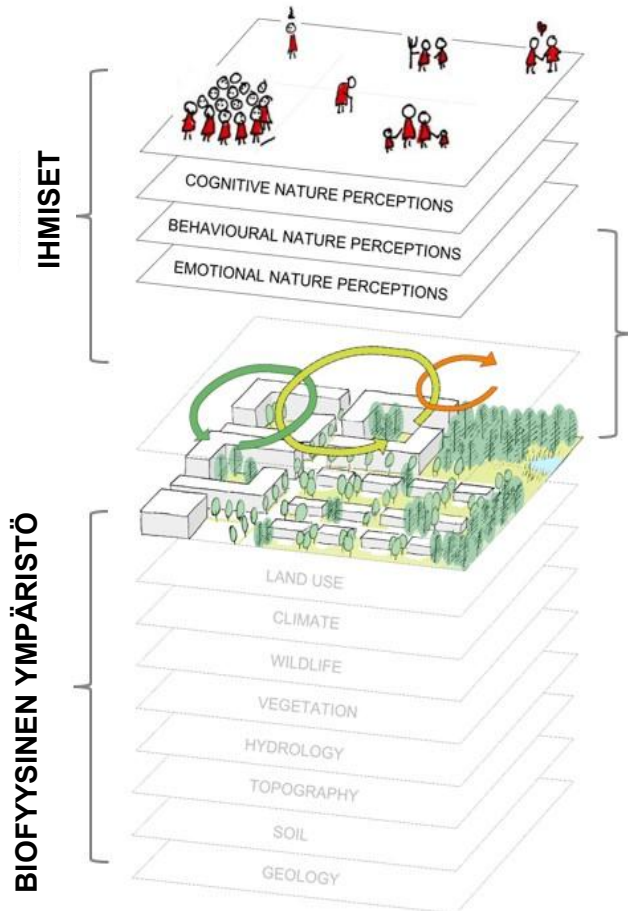 IHMISET
COGNITIVE NATURE PERCEPTIONS
BEHAVIOURAL NATURE PERCEPTIONS
EMOTIONAL NATURE PERCEPTIONS
BIOFYYSINEN YMPÄRISTÖ
LAND USE
CLIMATE
WILDLIFE
VEGETATION
HYDROLOGY
TOPOGRAPHY
SOIL
GEOLOGY